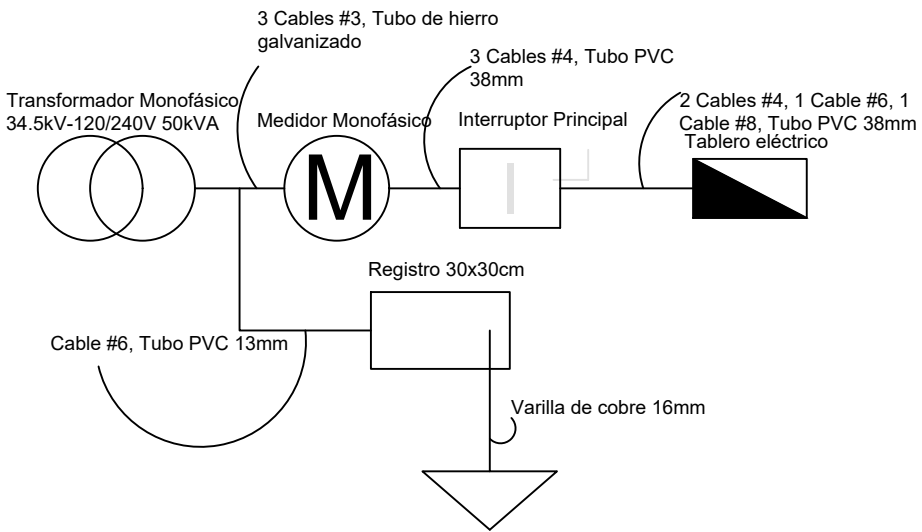 3 Cables #3, Tubo de hierro
galvanizado
3 Cables #4, Tubo PVC
38mm
Transformador Monofásico
34.5kV-120/240V 50kVA
Medidor Monofásico
Interruptor Principal
2 Cables #4, 1 Cable #6, 1
Cable #8, Tubo PVC 38mm
Tablero eléctrico
M
I
Registro 30x30cm
Cable #6, Tubo PVC 13mm
Varilla de cobre 16mm